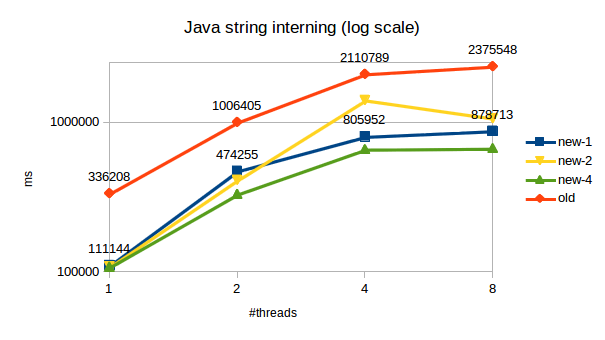 Java string interning (log scale)
2375548
2110789
1006405
878713
1000000
805952
474255
new-1
new-2
ms
336208
new-4
old
111144
100000
1 2 4 8
#threads